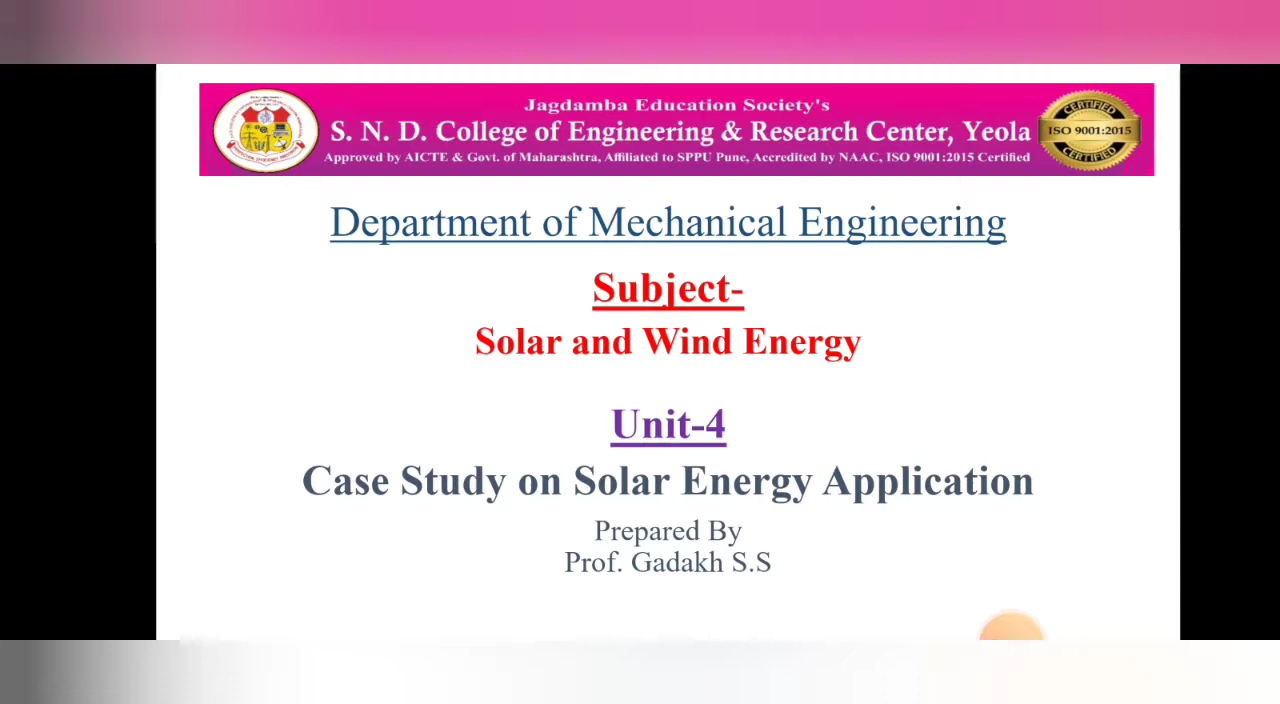 Jagdamba Education Society's
S. N. D. College of Engineering & Research Center, Yeola
Approved by AICTE & Govt. of Maharashtra, Affiliated to SPPU Pune, Accredited by NAAC, ISO 9001:2015 Certified
CERTIFIED
ISO 9001:2015
CERTIFIED
Department of Mechanical Engineering
Subject-
Solar and Wind Energy
Unit-4
Case Study on Solar Energy Application
Prepared By
Prof. Gadakh S.S